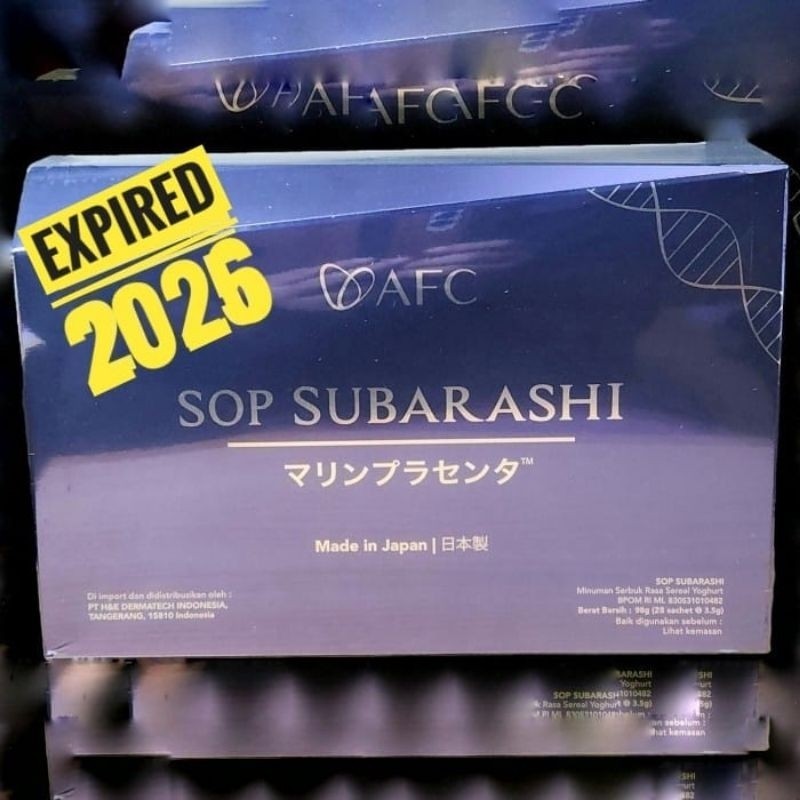 EXPIRED
2026
AFC
SOP SUBARASHI
マリンプラセンタ™
Made in Japan | 日本製
Di import dan didistribusikan oleh :
PT H&E DERMATECH INDONESIA,
TANGERANG, 15810 Indonesia
SOP SUBARASHI
Minuman Serbuk Rasa Sereal Yoghurt
BPOM RI ML 830531010482
Berat Bersih : 98g (28 sachet @ 3.5g)
Baik digunakan sebelum :
Lihat kemasan